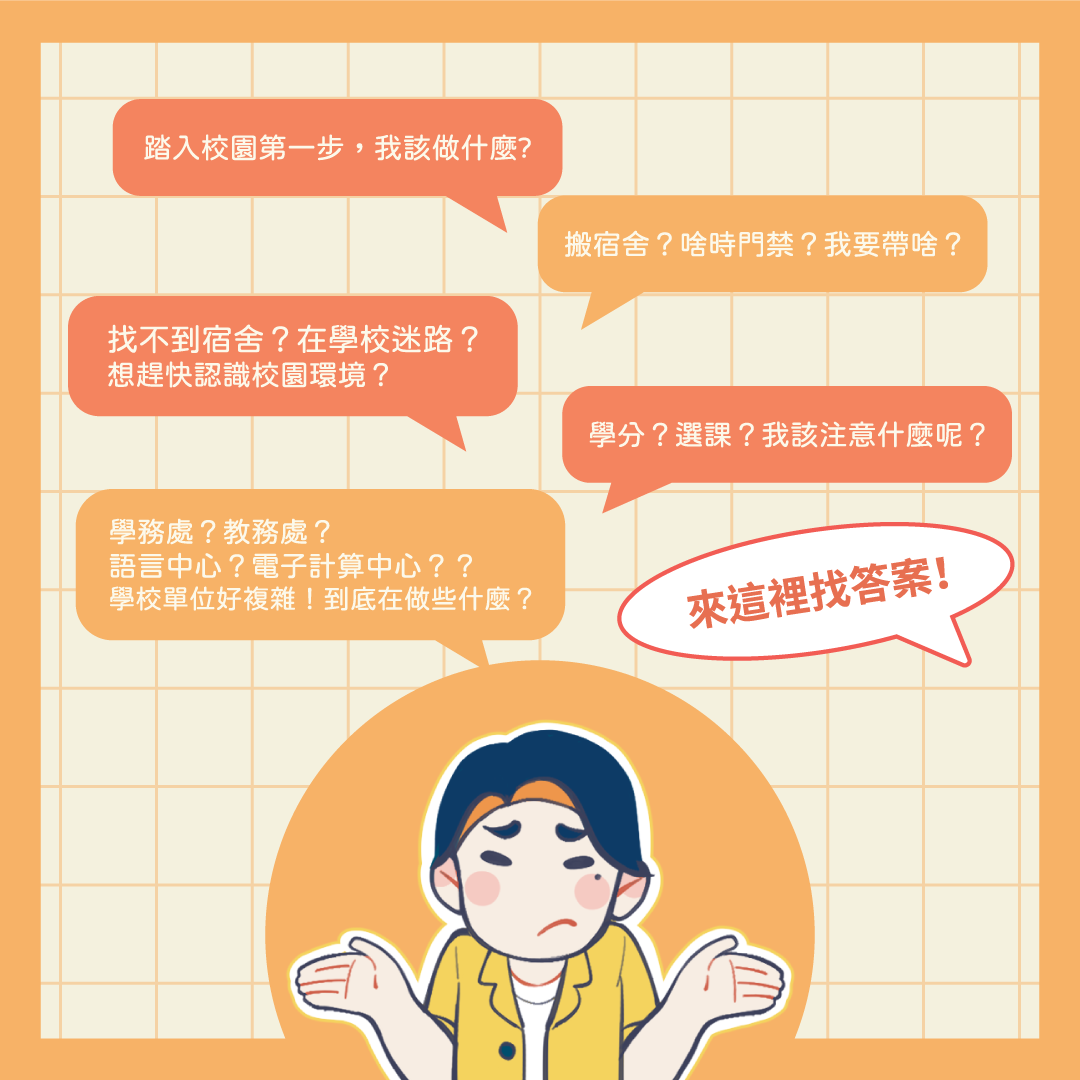 踏入校園第一步，我該做什麼?
搬宿舍？啥時門禁？我要帶啥？
找不到宿舍？在學校迷路？
想趕快認識校園環境？
學分？選課？我該注意什麼呢？
學務處？教務處？
語言中心？電子計算中心？？
學校單位好複雜！到底在做些什麼？
來這裡找答案！